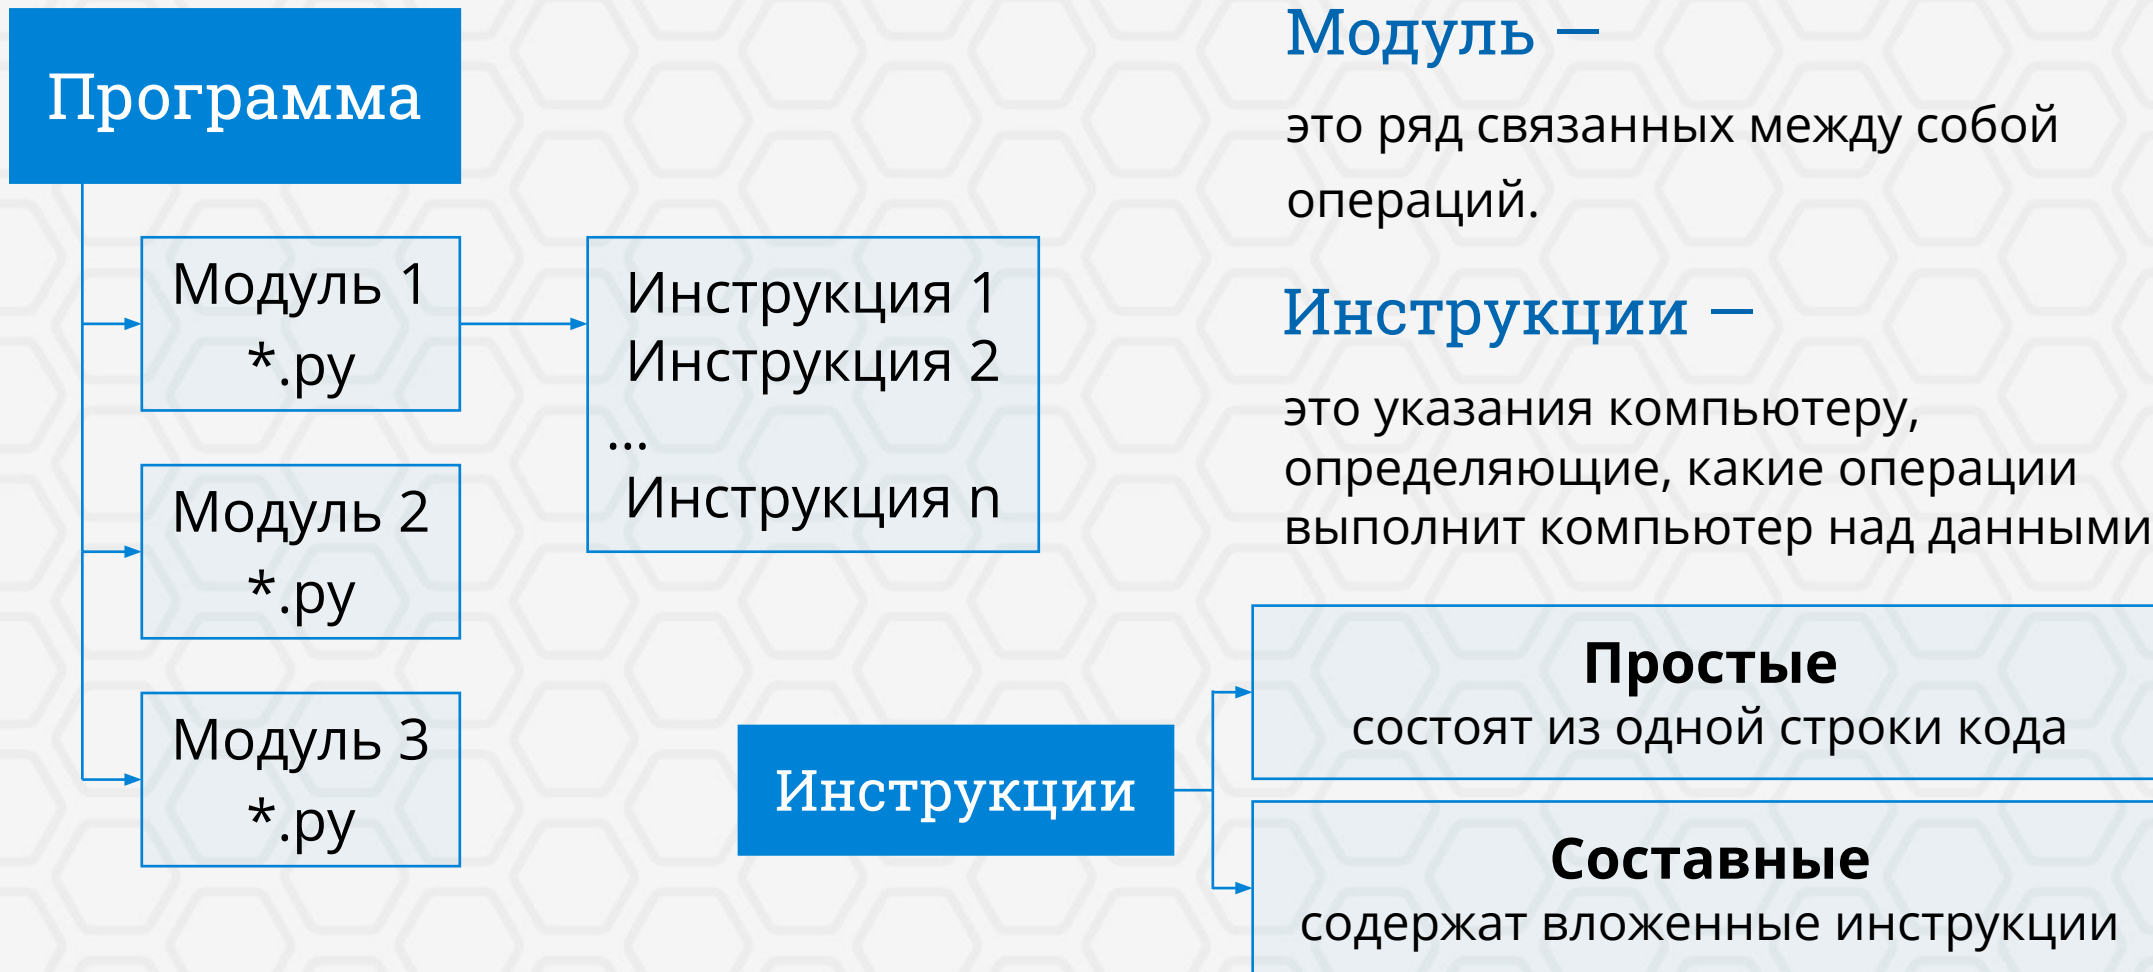 Программа
Модуль 1
*.py
Модуль 2
*.py
Модуль 3
*.py
Инструкция 1
Инструкция 2
...
Инструкция n
Модуль —
это ряд связанных между собой
операций.
Инструкции —
это указания компьютеру,
определяющие, какие операции
выполнит компьютер над данными
Инструкции
Простые
состоят из одной строки кода
Составные
содержат вложенные инструкции